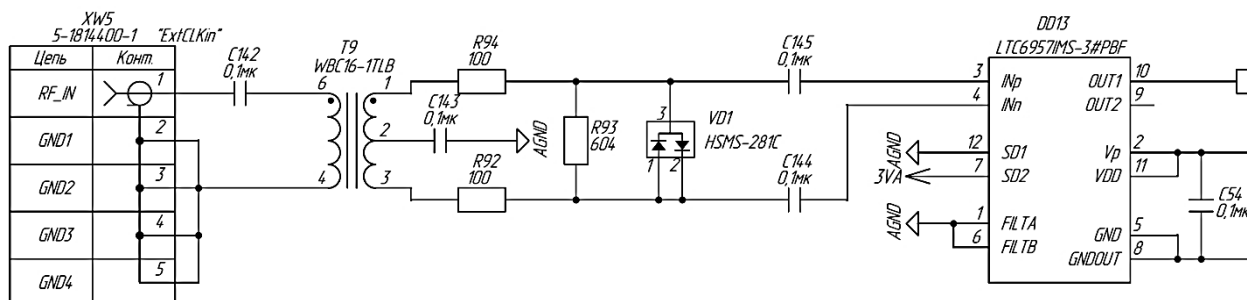 XW5
5-1814400-1 "ExtCLKin"
Цепь Конт.
RF_IN 1
GND1 2
GND2 3
GND3 4
GND4 5
C142
0,1мк
T9
WBC16-1TLB
6 1
2
4 3
C143
0,1мк
AGND
R94
100
R92
100
R93
604
VD1
HSMS-281C
3
1 2
C145
0,1мк
C144
0,1мк
DD13
LTC6957IMS-3#PBF
3 INp OUT1 10
4 INn OUT2 9
AGND 12 SD1 Vp 2
3VA 7 SD2 VDD 11
AGND 1 FILTA GND 5
6 FILTB GNDOUT 8
C54
0,1мк